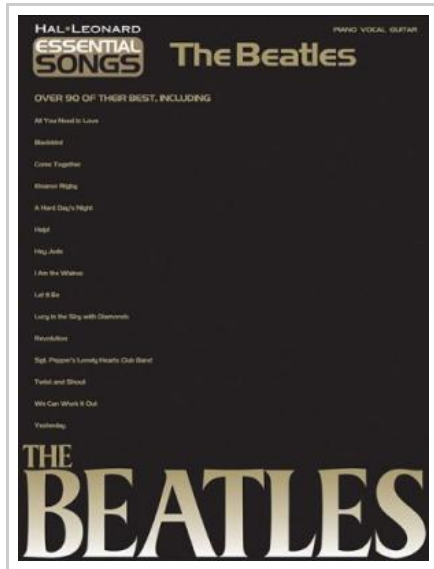 HAL•LEONARD
PIANO VOCAL GUITAR
ESSENTIAL
SONGS
The Beatles
OVER 90 OF THEIR BEST, INCLUDING
All You Need Is Love
Blackbird
Come Together
Eleanor Rigby
A Hard Day's Night
Help!
Hey Jude
I Am the Walrus
Let It Be
Lucy in the Sky with Diamonds
Revolution
Sgt. Pepper's Lonely Hearts Club Band
Twist and Shout
We Can Work It Out
Yesterday
THE
BEATLES